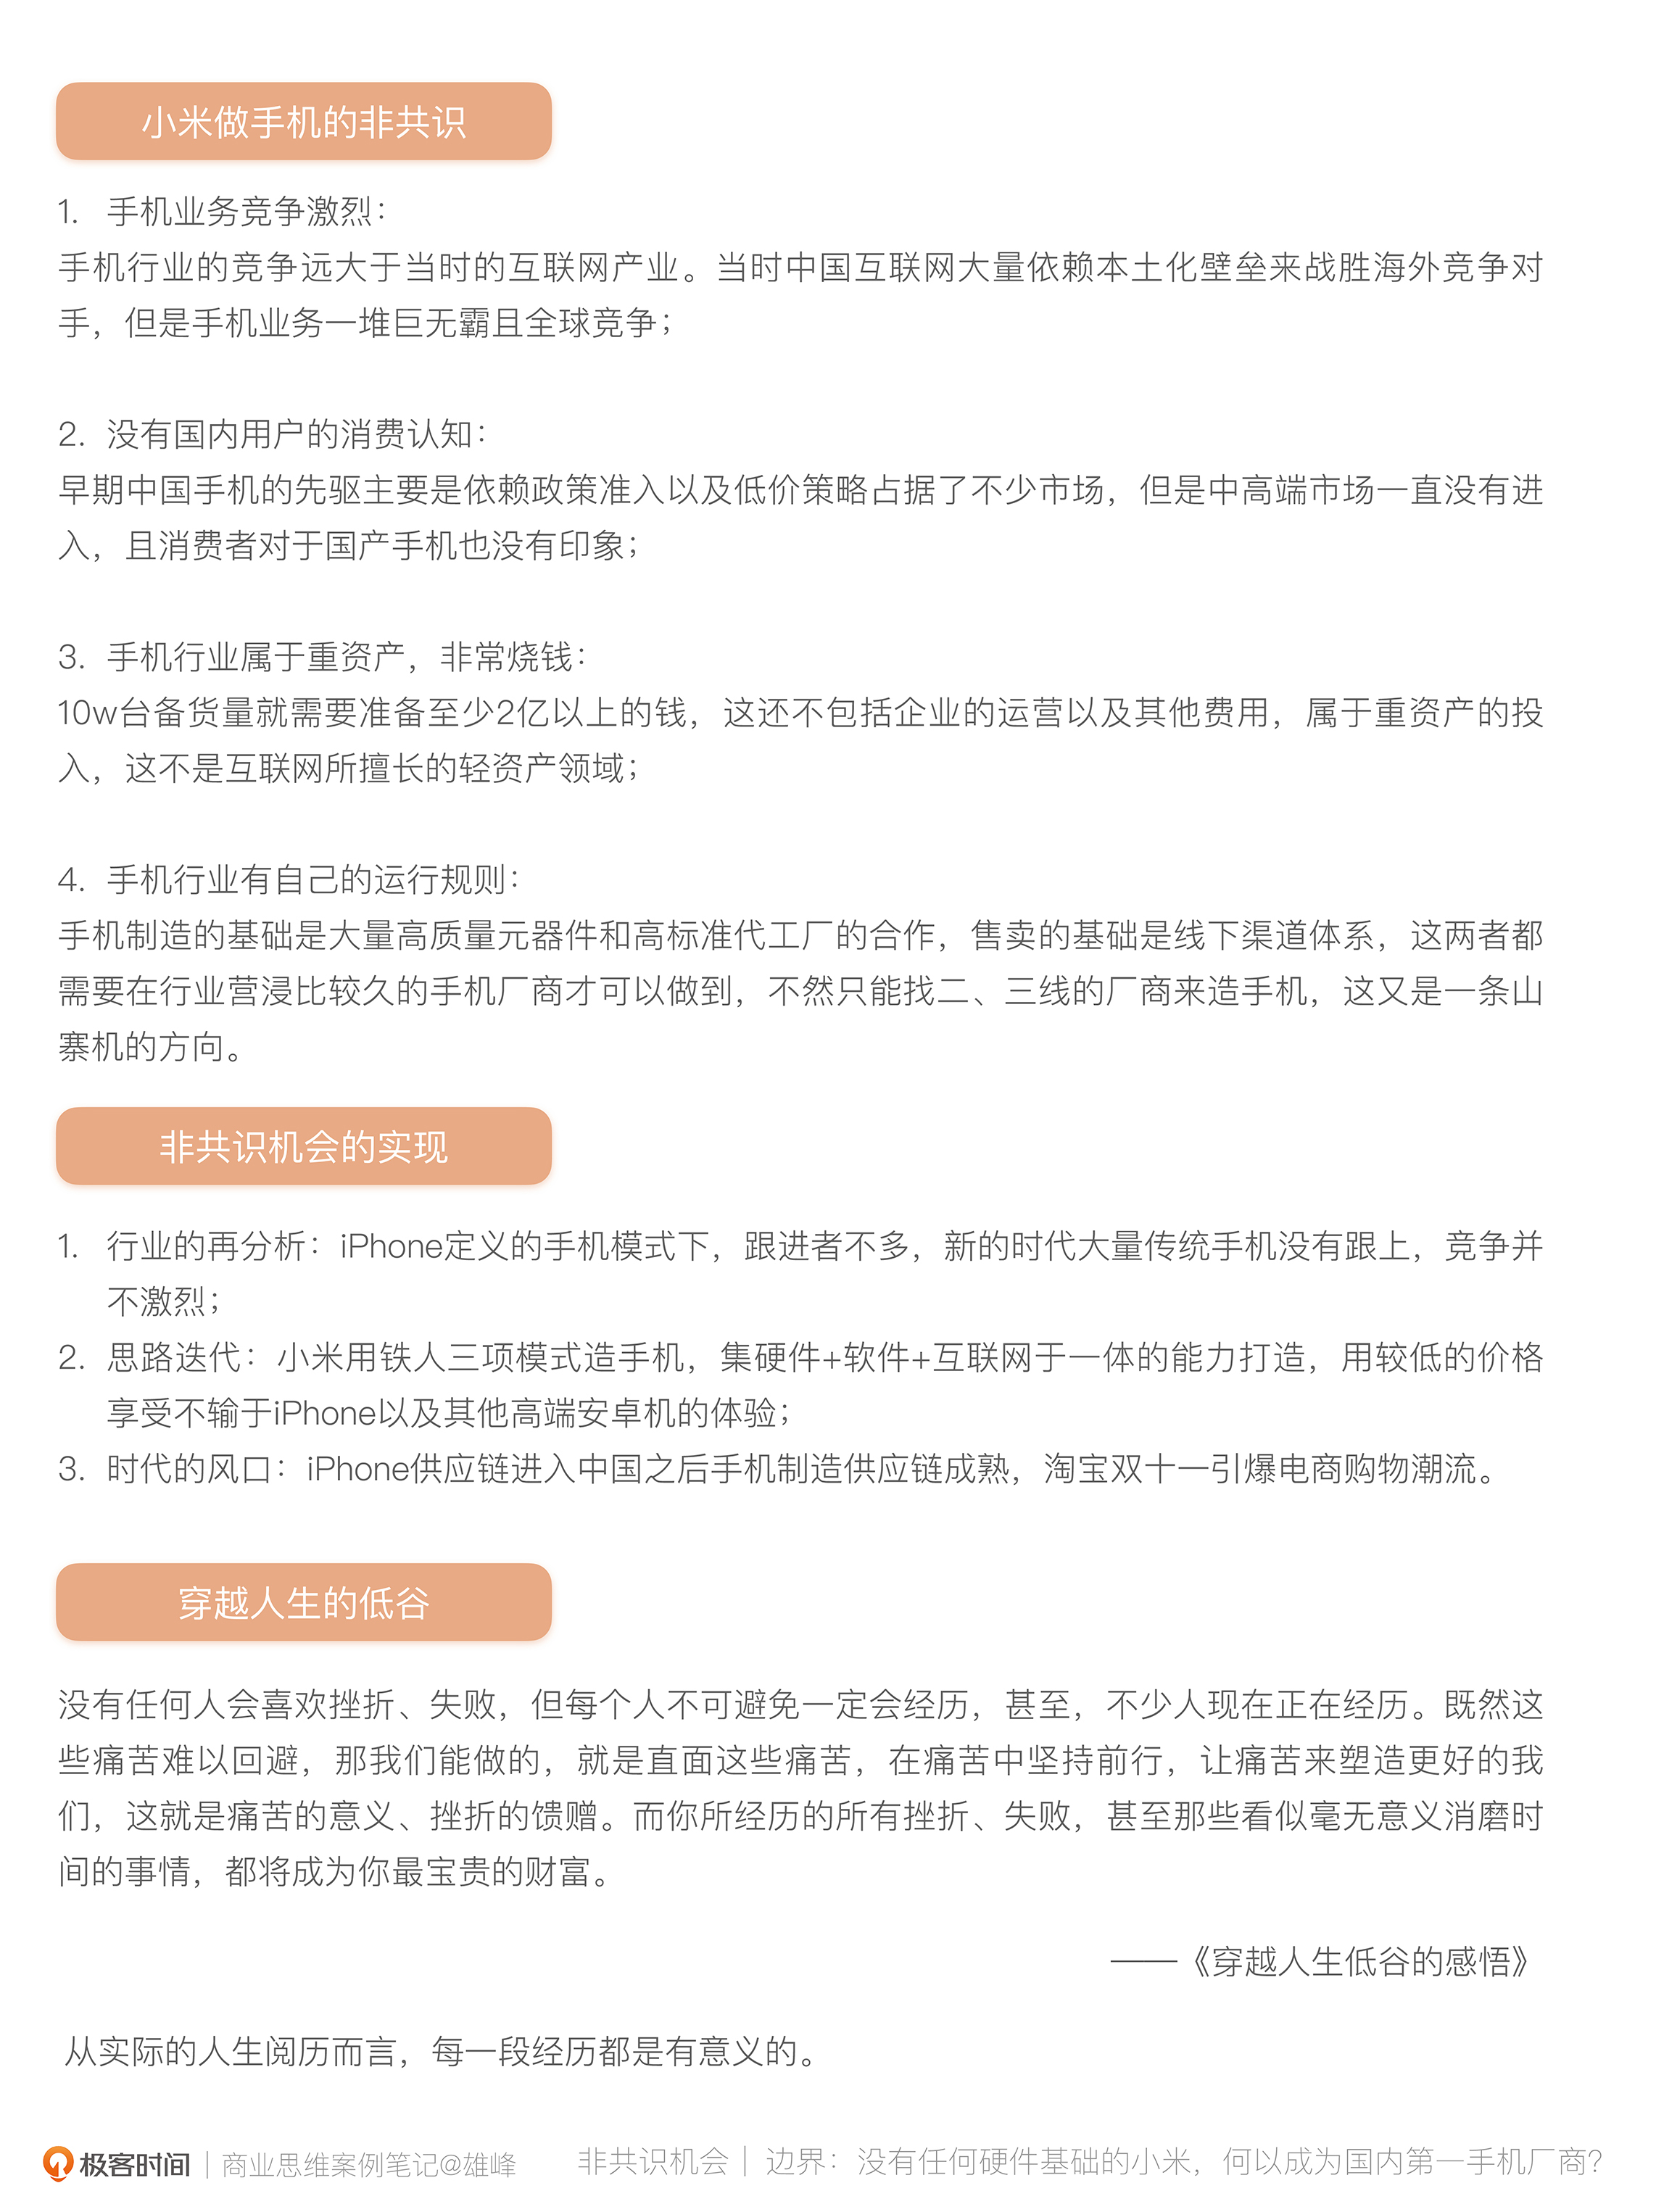 小米做手机的非共识
1. 手机业务竞争激烈：
手机行业的竞争远大于当时的互联网产业。当时中国互联网大量依赖本土化壁垒来战胜海外竞争对
手，但是手机业务一堆巨无霸且全球竞争；
2. 没有国内用户的消费认知：
早期中国手机的先驱主要是依赖政策准入以及低价策略占据了不少市场，但是中高端市场一直没有进
入，且消费者对于国产手机也没有印象；
3. 手机行业属于重资产，非常烧钱：
10w台备货量就需要准备至少2亿以上的钱，这还不包括企业的运营以及其他费用，属于重资产的投
入，这不是互联网所擅长的轻资产领域；
4. 手机行业有自己的运行规则：
手机制造的基础是大量高质量元器件和高标准代工厂的合作，售卖的基础是线下渠道体系，这两者都
需要在行业营浸比较久的手机厂商才可以做到，不然只能找二、三线的厂商来造手机，这又是一条山
寨机的方向。
非共识机会的实现
1. 行业的再分析：iPhone定义的手机模式下，跟进者不多，新的时代大量传统手机没有跟上，竞争并
不激烈；
2. 思路迭代：小米用铁人三项模式造手机，集硬件+软件+互联网于一体的能力打造，用较低的价格
享受不输于iPhone以及其他高端安卓机的体验；
3. 时代的风口：iPhone供应链进入中国之后手机制造供应链成熟，淘宝双十一引爆电商购物潮流。
穿越人生的低谷
没有任何人会喜欢挫折、失败，但每个人不可避免一定会经历，甚至，不少人现在正在经历。既然这
些痛苦难以回避，那我们能做的，就是直面这些痛苦，在痛苦中坚持前行，让痛苦来塑造更好的我
们，这就是痛苦的意义、挫折的馈赠。而你所经历的所有挫折、失败，甚至那些看似毫无意义消磨时
间的事情，都将成为你最宝贵的财富。
——《穿越人生低谷的感悟》
从实际的人生阅历而言，每一段经历都是有意义的。
极客时间｜商业思维案例笔记@雄峰 非共识机会｜边界：没有任何硬件基础的小米，何以成为国内第一手机厂商？